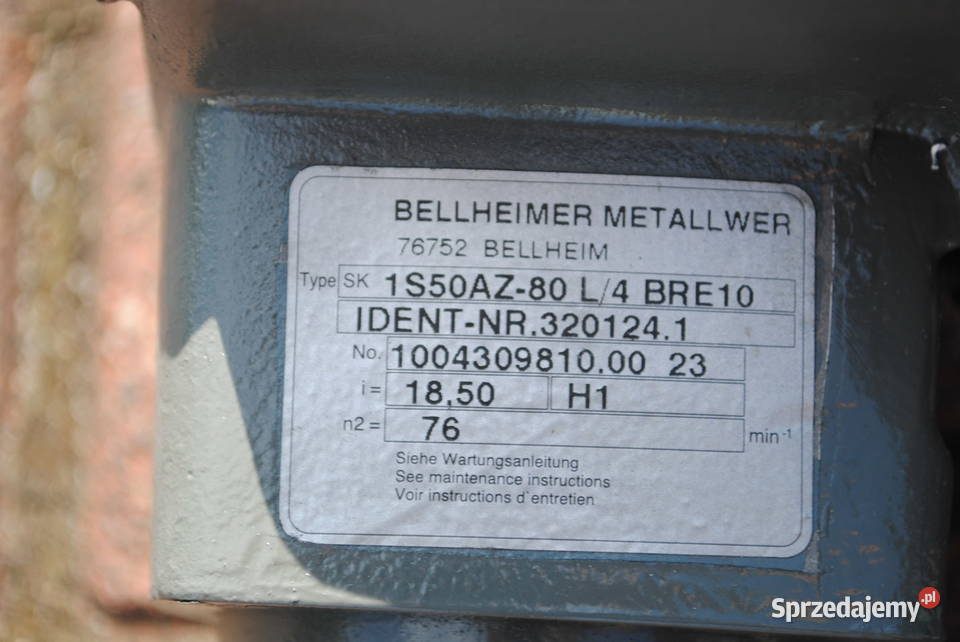 BELLHEIMER METALLWER
76752 BELLHEIM
Type SK 1S50AZ-80 L/4 BRE10
IDENT-NR.320124.1
No. 1004309810.00 23
i = 18,50 H1
n2 = 76 min-1
Siehe Wartungsanleitung
See maintenance instructions
Voir instructions d`entretien
Sprzedajemy.pl